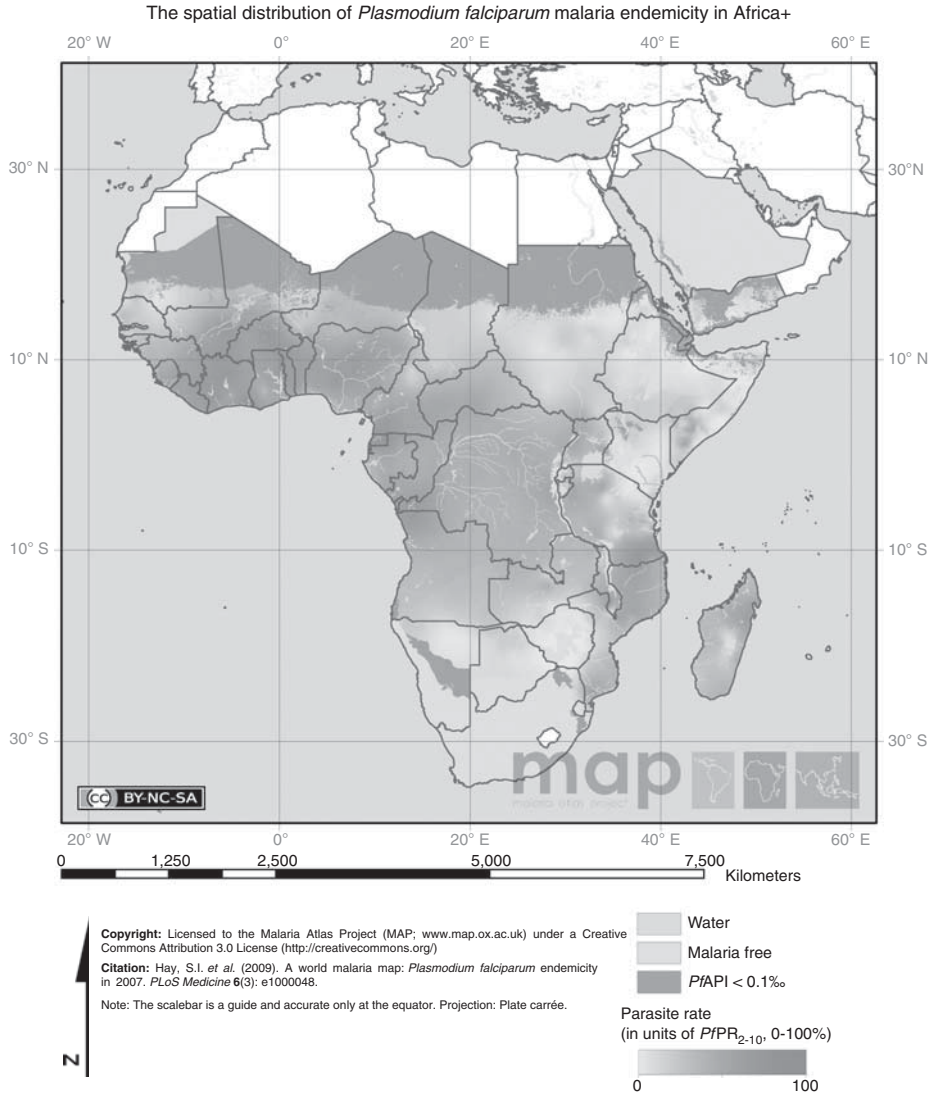 The spatial distribution of Plasmodium falciparum malaria endemicity in Africa+
20° W 0° 20° E 40° E 60° E
30° N 30°N
10° N 10° N
10° S 10° S
30° S 30° S
map
malaria atlas project
cc BY-NC-SA
20° W 0° 20° E 40° E 60° E
0 1,250 2,500 5,000 7,500
Kilometers
N
Copyright: Licensed to the Malaria Atlas Project (MAP; www.map.ox.ac.uk) under a Creative
Commons Attribution 3.0 License (http://creativecommons.org/)
Citation: Hay, S.I. et al. (2009). A world malaria map: Plasmodium falciparum endemicity
in 2007. PLoS Medicine 6(3): e1000048.
Note: The scalebar is a guide and accurate only at the equator. Projection: Plate carrée.
Water
Malaria free
PfAPI < 0.1‰
Parasite rate
(in units of PfPR2-10, 0-100%)
0 100